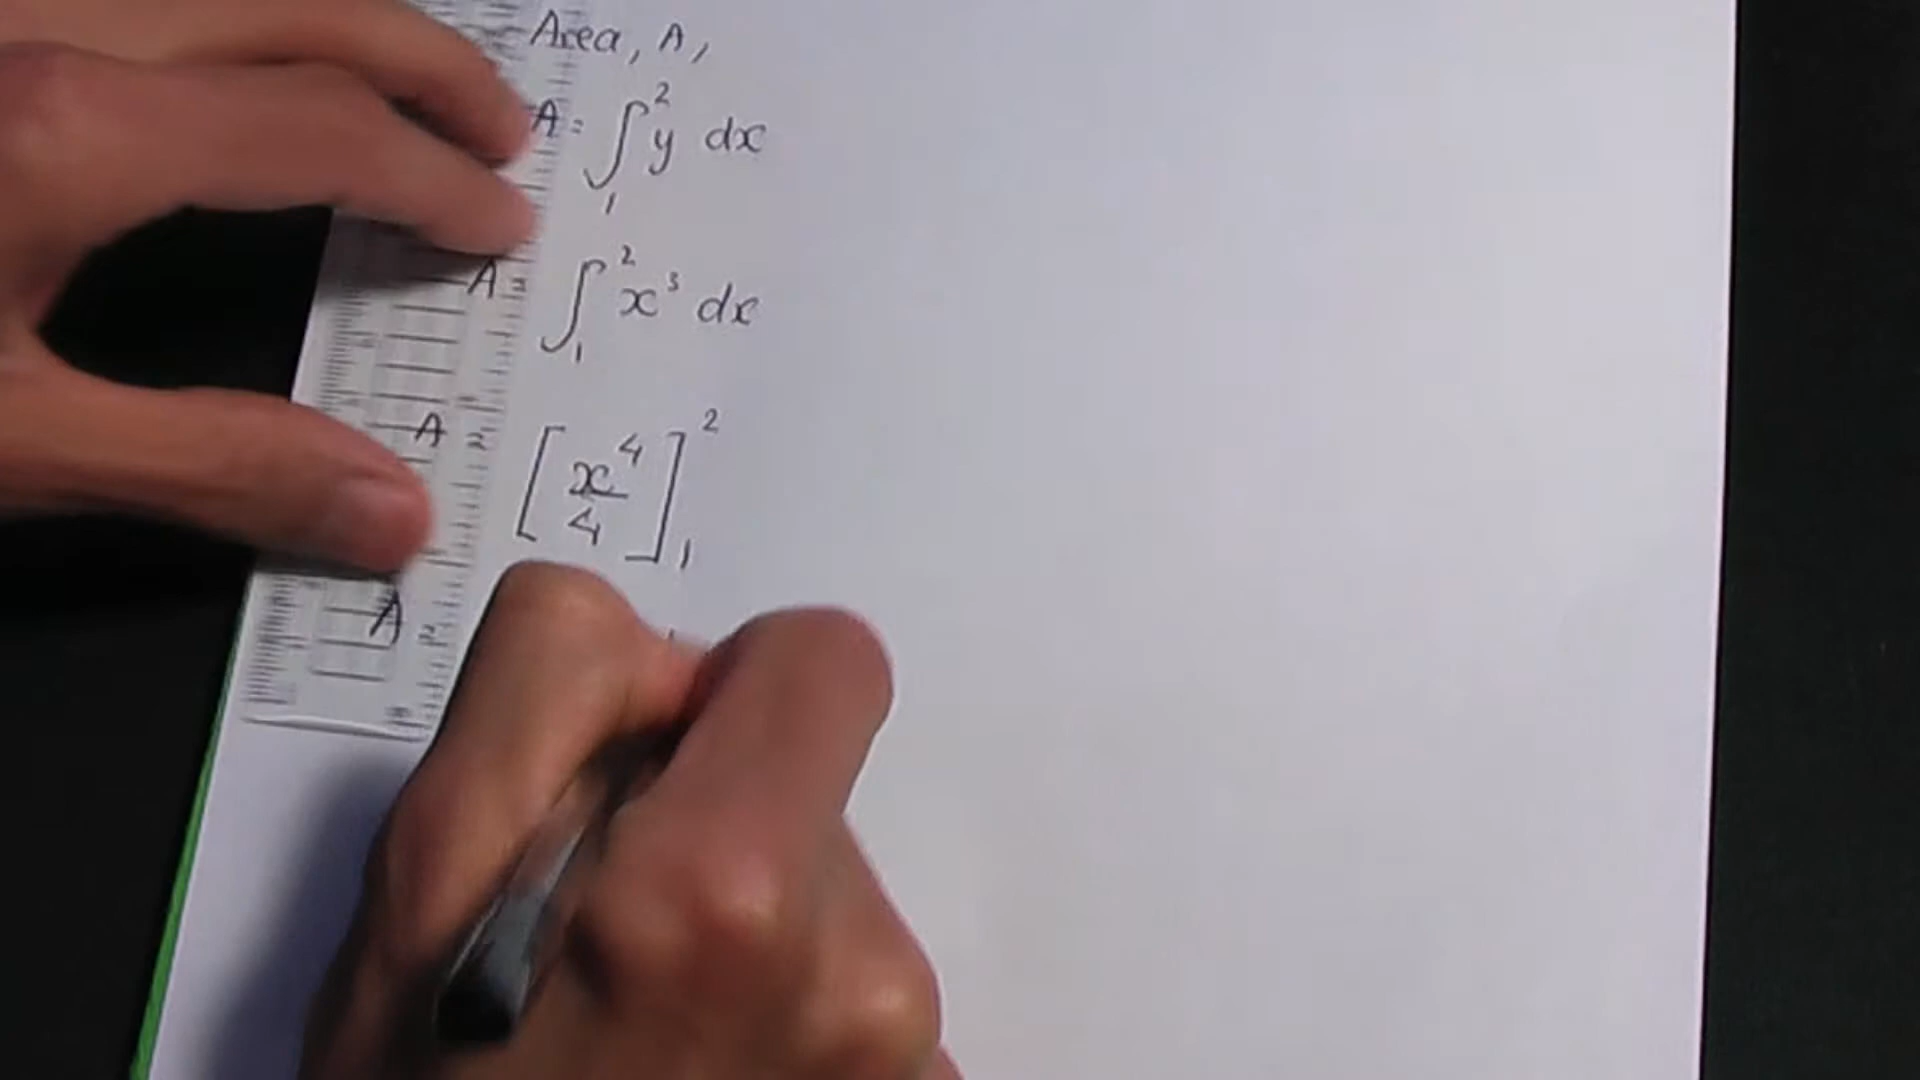 Area, A,
A = ∫₁² y dx
A = ∫₁² x³ dx
A = [x⁴/4]₁²
A =